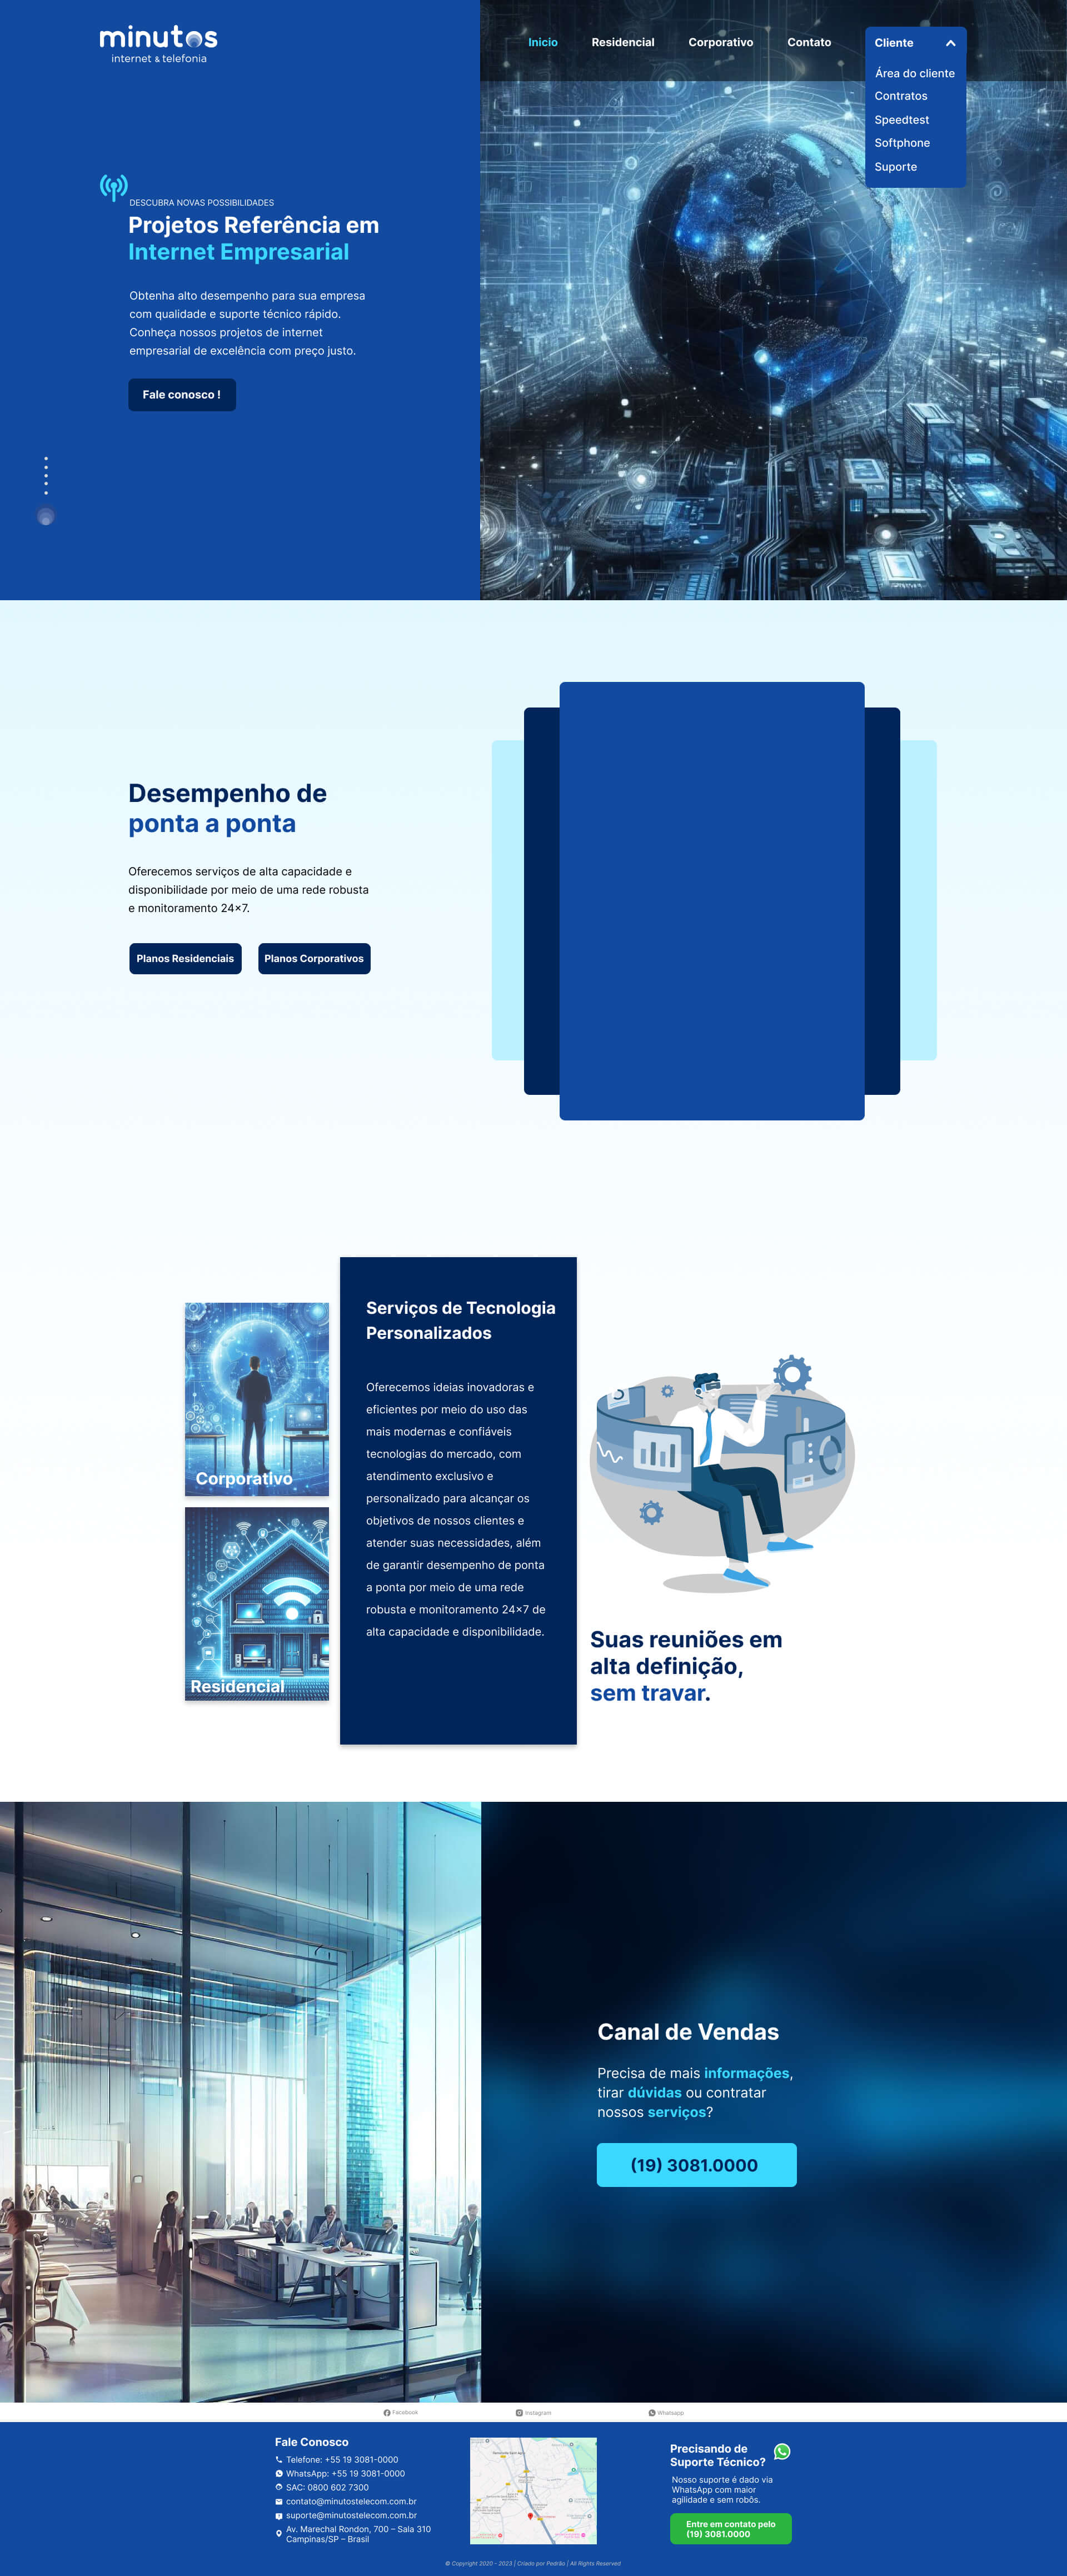 minutos
internet & telefonia
Inicio
Residencial
Corporativo
Contato
Cliente
Área do cliente
Contratos
Speedtest
Softphone
Suporte
DESCUBRA NOVAS POSSIBILIDADES
Projetos Referência em
Internet Empresarial
Obtenha alto desempenho para sua empresa
com qualidade e suporte técnico rápido.
Conheça nossos projetos de internet
empresarial de excelência com preço justo.
Fale conosco !
Desempenho de
ponta a ponta
Oferecemos serviços de alta capacidade e
disponibilidade por meio de uma rede robusta
e monitoramento 24×7.
Planos Residenciais
Planos Corporativos
Corporativo
Residencial
Serviços de Tecnologia
Personalizados
Oferecemos ideias inovadoras e
eficientes por meio do uso das
mais modernas e confiáveis
tecnologias do mercado, com
atendimento exclusivo e
personalizado para alcançar os
objetivos de nossos clientes e
atender suas necessidades, além
de garantir desempenho de ponta
a ponta por meio de uma rede
robusta e monitoramento 24×7 de
alta capacidade e disponibilidade.
Suas reuniões em
alta definição,
sem travar.
Canal de Vendas
Precisa de mais informações,
tirar dúvidas ou contratar
nossos serviços?
(19) 3081.0000
Facebook
Instagram
Whatsapp
Fale Conosco
Telefone: +55 19 3081-0000
WhatsApp: +55 19 3081-0000
SAC: 0800 602 7300
contato@minutostelecom.com.br
suporte@minutostelecom.com.br
Av. Marechal Rondon, 700 – Sala 310
Campinas/SP – Brasil
Precisando de
Suporte Técnico?
Nosso suporte é dado via
WhatsApp com maior
agilidade e sem robôs.
Entre em contato pelo
(19) 3081.0000
© Copyright 2020 - 2023 | Criado por Pedrão | All Rights Reserved